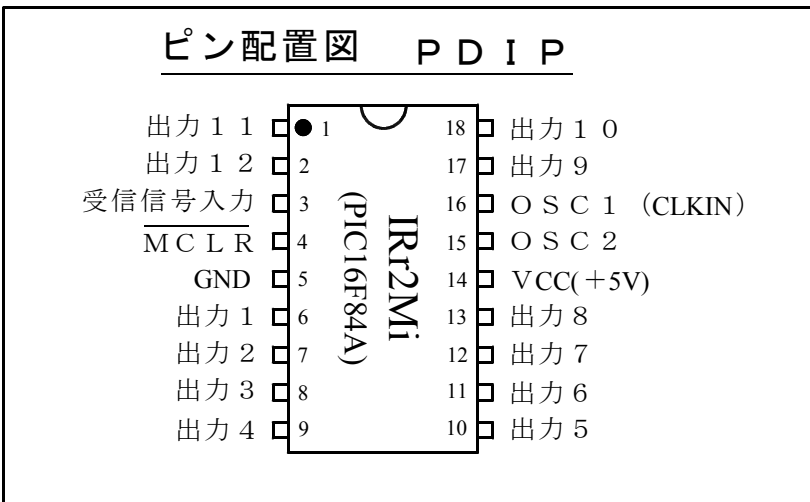 ピン配置図 ＰＤＩＰ
出力１１ 1 18 出力１０
出力１２ 2 17 出力９
受信信号入力 3 16 ＯＳＣ１（CLKIN）
ＭＣＬＲ 4 15 ＯＳＣ２
GND 5 14 ＶCC(＋5V)
出力１ 6 13 出力８
出力２ 7 12 出力７
出力３ 8 11 出力６
出力４ 9 10 出力５
IRr2Mi
(PIC16F84A)